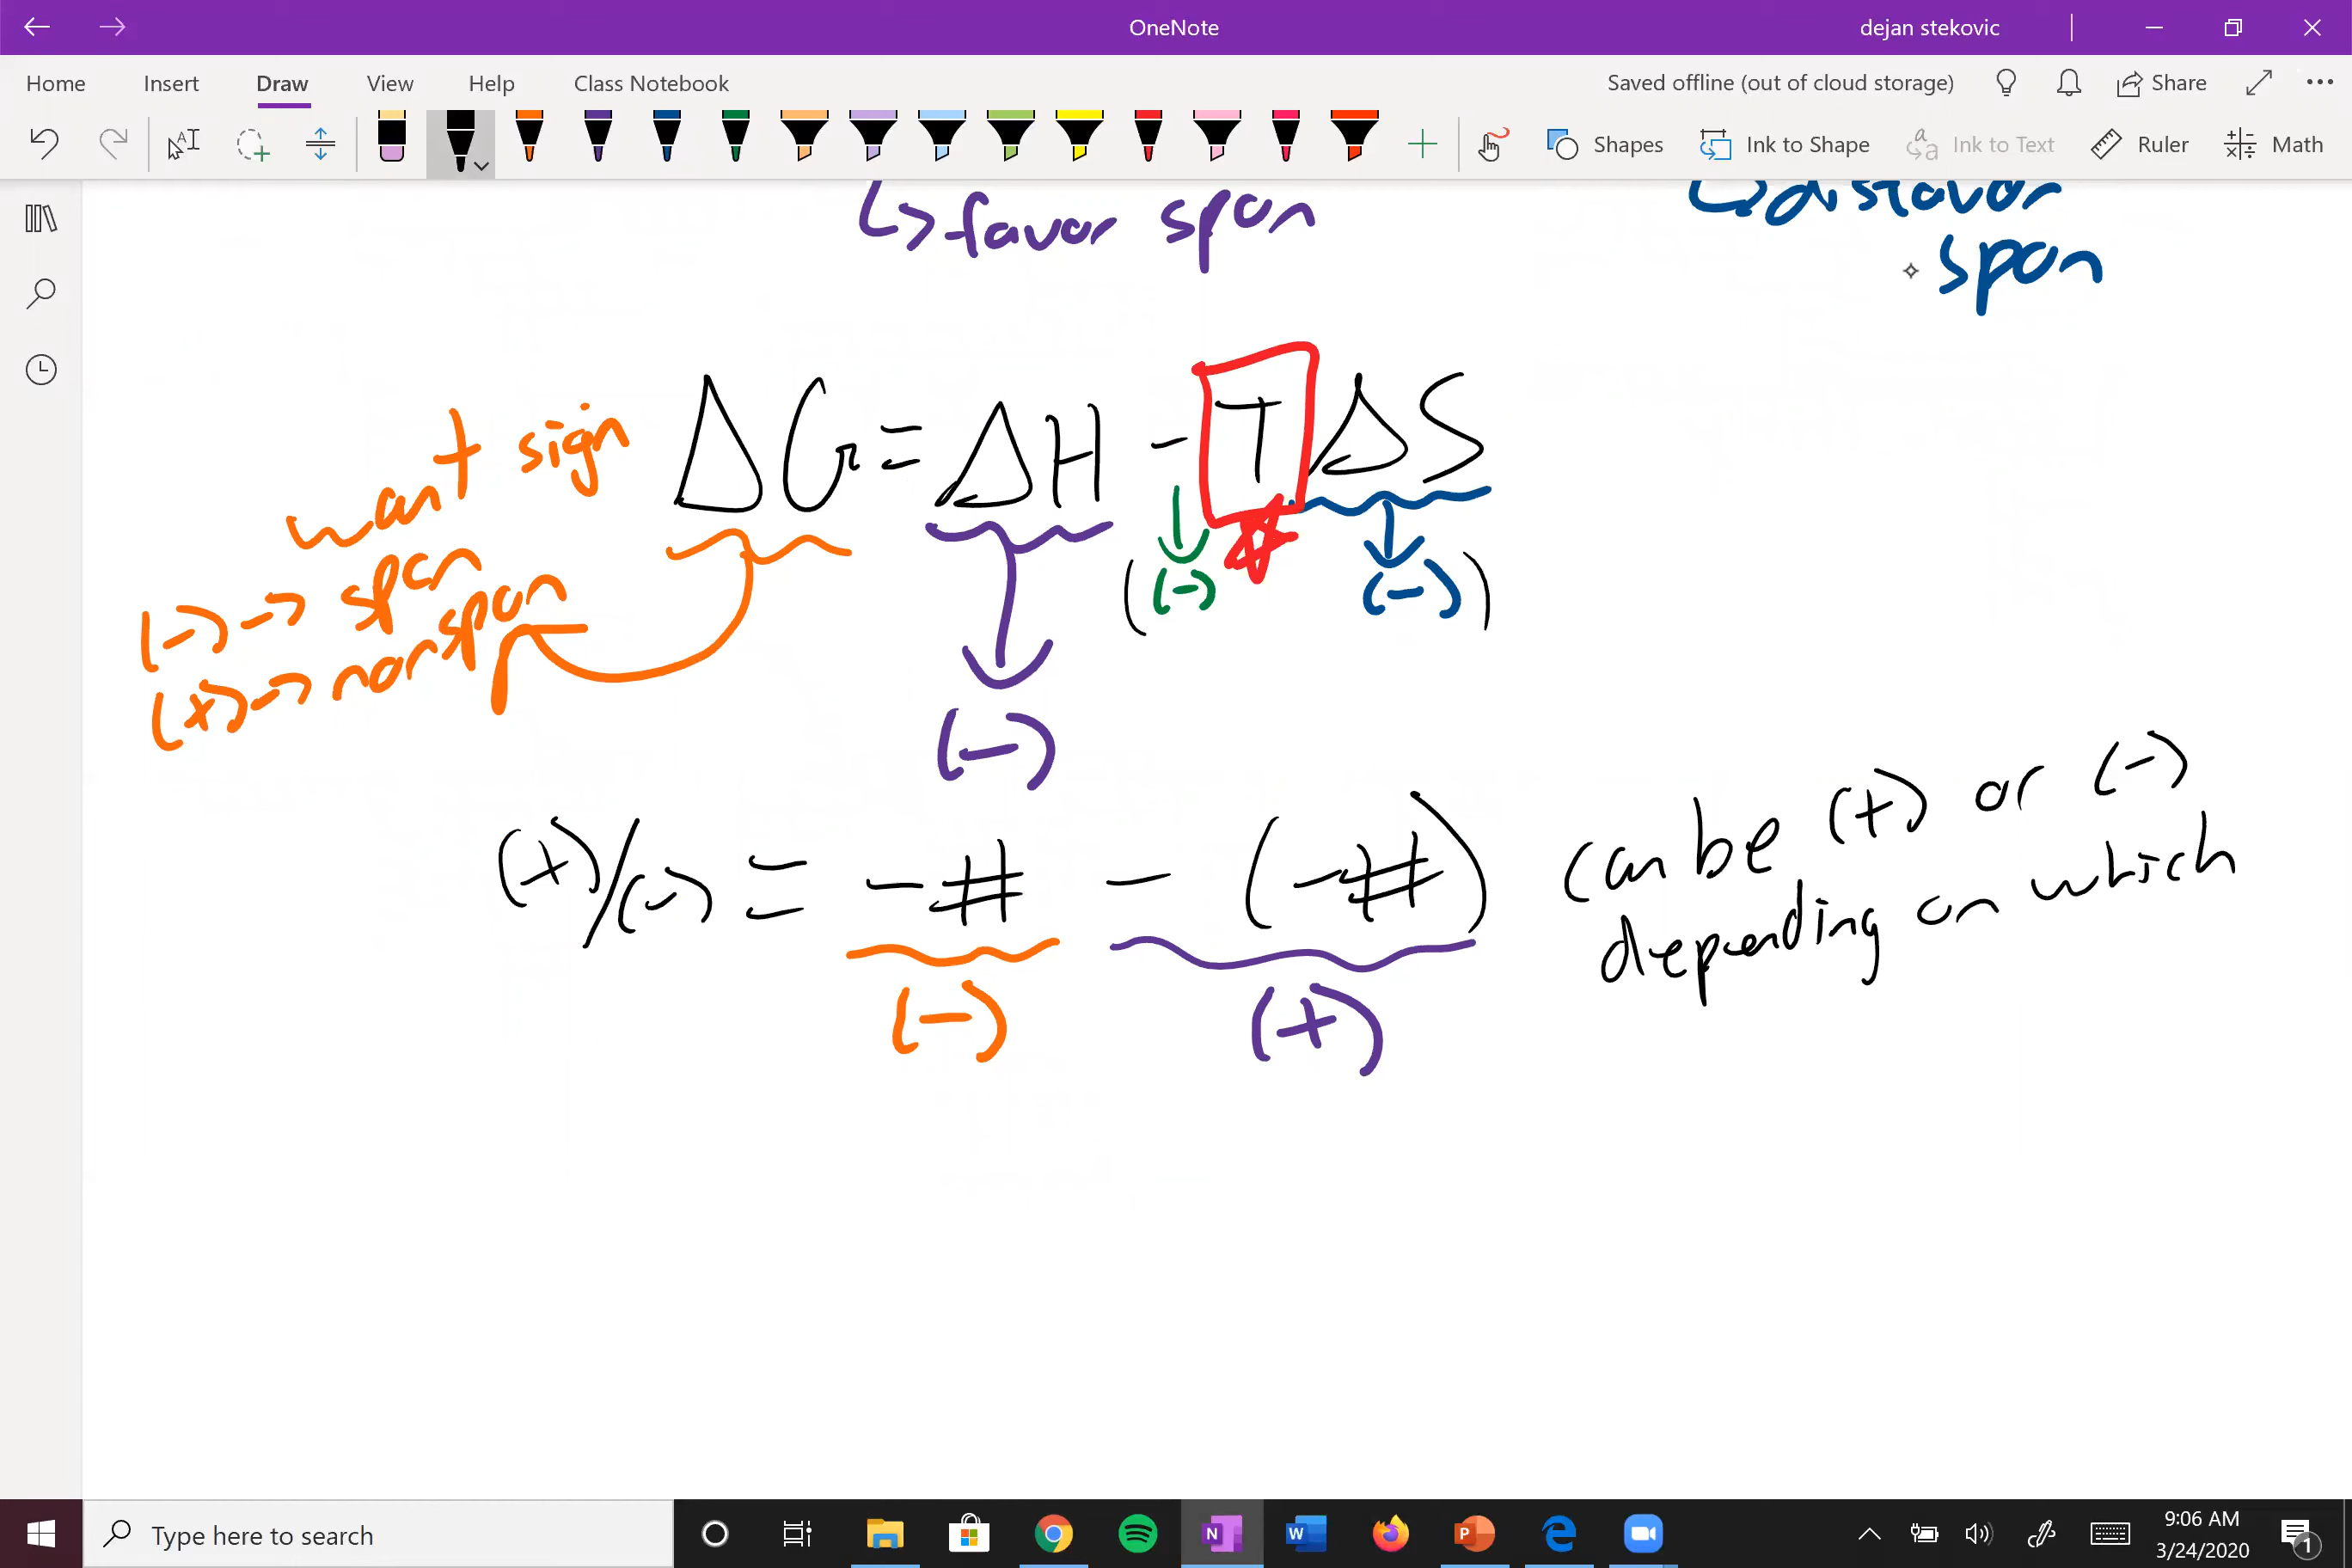 OneNote
dejan stekovic
Home Insert Draw View Help Class Notebook
Saved offline (out of cloud storage) Share
Shapes Ink to Shape Ink to Text Ruler Math
↳ favor spon
↳ disfavor
spon
want sign
ΔG = ΔH - TΔS
(-) → spon
(+) → nonspon
((-) (-))
(-)
(+)/(-) = -# - (-#)
can be (+) or (-)
depending on which
(-) (+)
Type here to search
9:06 AM
3/24/2020
1